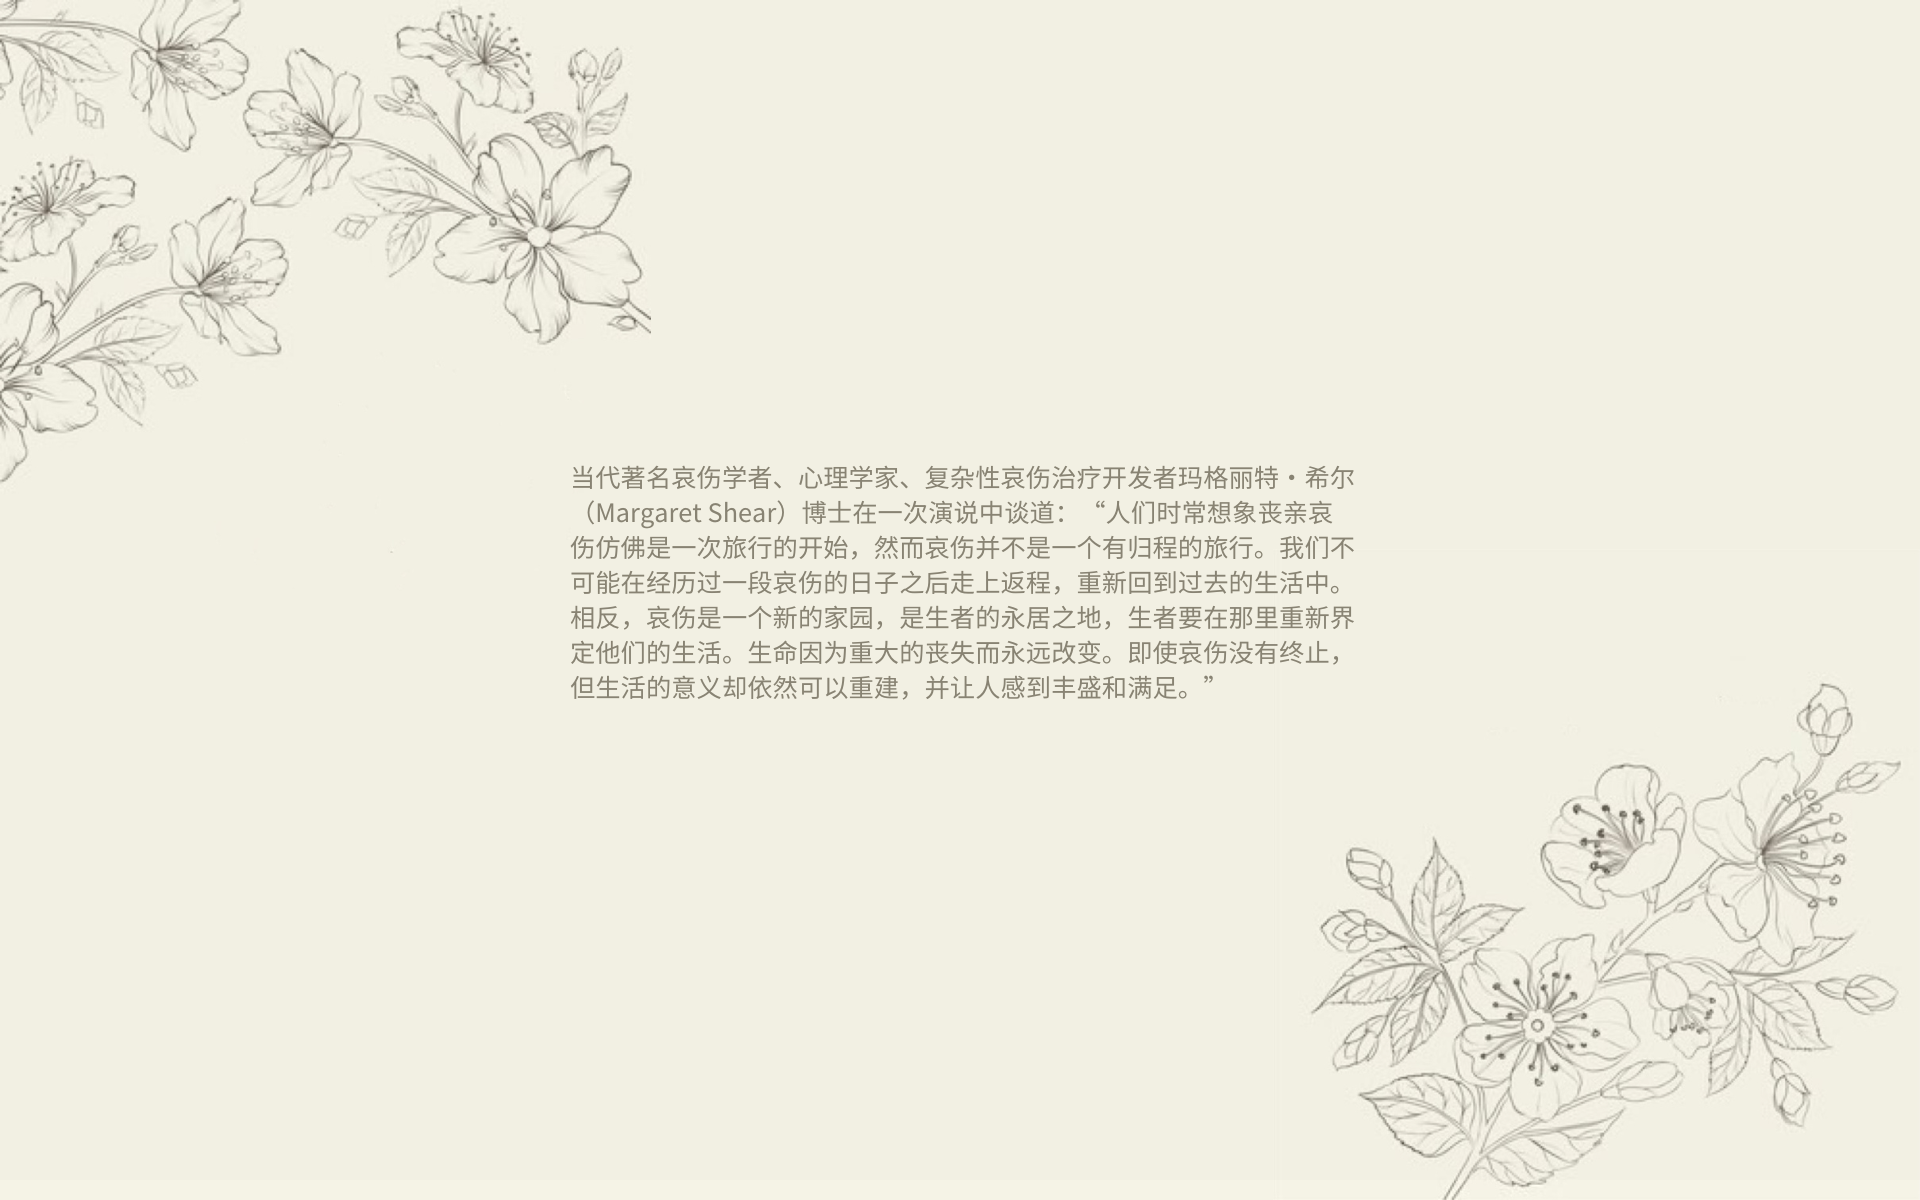 当代著名哀伤学者、心理学家、复杂性哀伤治疗开发者玛格丽特・希尔
（Margaret Shear）博士在一次演说中谈道：“人们时常想象丧亲哀
伤仿佛是一次旅行的开始，然而哀伤并不是一个有归程的旅行。我们不
可能在经历过一段哀伤的日子之后走上返程，重新回到过去的生活中。
相反，哀伤是一个新的家园，是生者的永居之地，生者要在那里重新界
定他们的生活。生命因为重大的丧失而永远改变。即使哀伤没有终止，
但生活的意义却依然可以重建，并让人感到丰盛和满足。”